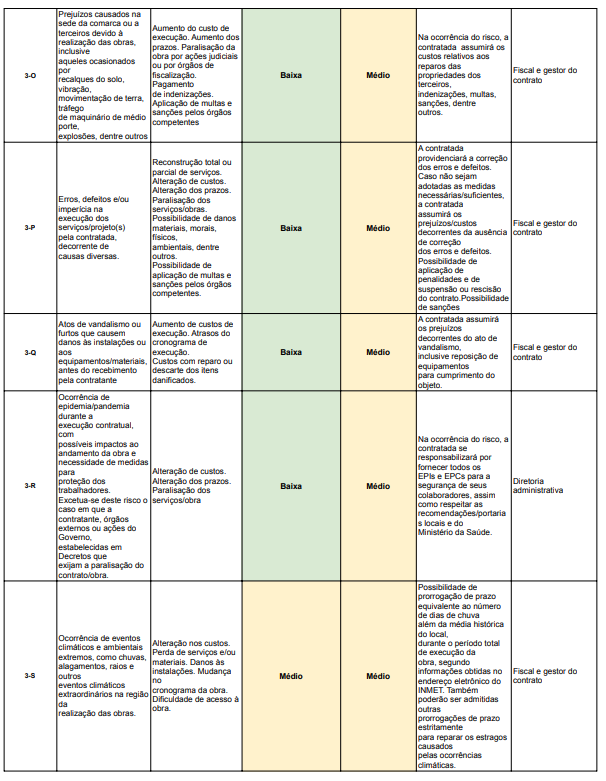 3-O
Prejuízos causados na
sede da comarca ou a
terceiros devido à
realização das obras,
inclusive
aqueles ocasionados
por
recalques do solo,
vibração,
movimentação de terra,
tráfego
de maquinário de médio
porte,
explosões, dentre outros
Aumento do custo de
execução. Aumento dos
prazos. Paralisação da
obra por ações judiciais
ou por órgãos de
fiscalização.
Pagamento
de indenizações.
Aplicação de multas e
sanções pelos órgãos
competentes
Baixa
Médio
Na ocorrência do risco, a
contratada assumirá os
custos relativos aos
reparos das
propriedades dos
terceiros,
indenizações, multas,
sanções, dentre
outros.
Fiscal e gestor do
contrato
3-P
Erros, defeitos e/ou
imperícia na
execução dos
serviços/projeto(s)
pela contratada,
decorrente de
causas diversas.
Reconstrução total ou
parcial de serviços.
Alteração de custos.
Alteração dos prazos.
Paralisação dos
serviços/obras.
Possibilidade de danos
materiais, morais,
físicos,
ambientais, dentre
outros.
Possibilidade de
aplicação de multas e
sanções pelos órgãos
competentes.
Baixa
Médio
A contratada
providenciará a correção
dos erros e defeitos.
Caso não sejam
adotadas as medidas
necessárias/suficientes,
a contratada
assumirá os
prejuízos/custos
decorrentes da ausência
de correção
dos erros e defeitos.
Possibilidade de
aplicação de
penalidades e de
suspensão ou rescisão
do contrato.Possibilidade
de sanções
Fiscal e gestor do
contrato
3-Q
Atos de vandalismo ou
furtos que causem
danos às instalações ou
aos
equipamentos/materiais,
antes do recebimento
pela contratante
Aumento de custos de
execução. Atrasos do
cronograma de
execução.
Custos com reparo ou
descarte dos itens
danificados.
Baixa
Médio
A contratada assumirá
os prejuízos
decorrentes do ato de
vandalismo,
inclusive reposição de
equipamentos
para cumprimento do
objeto.
Fiscal e gestor do
contrato
3-R
Ocorrência de
epidemia/pandemia
durante a
execução contratual,
com
possíveis impactos ao
andamento da obra e
necessidade de medidas
para
proteção dos
trabalhadores.
Excetua-se deste risco o
caso em que a
contratante, órgãos
externos ou ações do
Governo,
estabelecidas em
Decretos que
exijam a paralisação do
contrato/obra.
Alteração de custos.
Alteração dos prazos.
Paralisação dos
serviços/obra
Baixa
Médio
Na ocorrência do risco, a
contratada se
responsabilizará por
fornecer todos os
EPIs e EPCs para a
segurança de seus
colaboradores, assim
como respeitar as
recomendações/portaria
s locais e do
Ministério da Saúde.
Diretoria
administrativa
3-S
Ocorrência de eventos
climáticos e ambientais
extremos, como chuvas,
alagamentos, raios e
outros
eventos climáticos
extraordinários na região
da
realização das obras.
Alteração nos custos.
Perda de serviços e/ou
materiais. Danos às
instalações. Mudança
no
cronograma da obra.
Dificuldade de acesso à
obra.
Médio
Médio
Possibilidade de
prorrogação de prazo
equivalente ao número
de dias de chuva
além da média histórica
do local,
durante o período total
de execução da
obra, segundo
informações obtidas no
endereço eletrônico do
INMET. Também
poderão ser admitidas
outras
prorrogações de prazo
estritamente
para reparar os estragos
causados
pelas ocorrências
climáticas.
Fiscal e gestor do
contrato